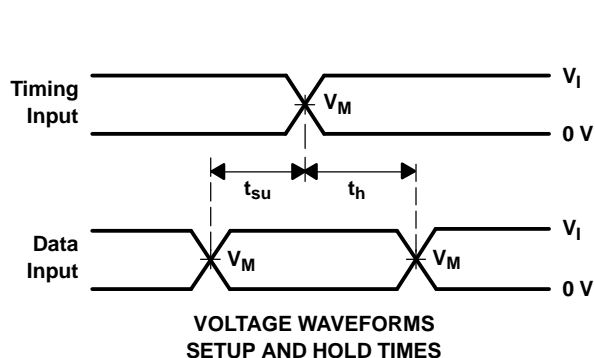 Timing
Input
V_I
V_M
0 V
t_su
t_h
Data
Input
V_I
V_M
V_M
0 V
VOLTAGE WAVEFORMS
SETUP AND HOLD TIMES